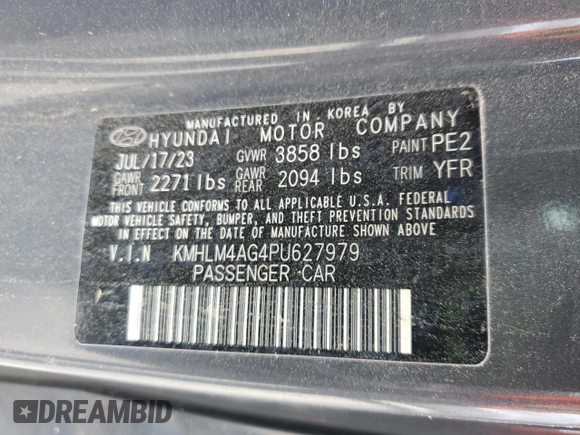 MANUFACTURED IN KOREA BY
HYUNDAI MOTOR COMPANY
JUL/17/23 GVWR 3858 lbs PAINT PE2
GAWR FRONT 2271 lbs GAWR REAR 2094 lbs TRIM YFR
THIS VEHICLE CONFORMS TO ALL APPLICABLE U.S.A. FEDERAL
MOTOR VEHICLE SAFETY, BUMPER, AND THEFT PREVENTION STANDARDS
IN EFFECT ON THE DATE OF MANUFACTURE SHOWN ABOVE
V.I.N KMHLM4AG4PU627979
PASSENGER CAR
DREAMBID